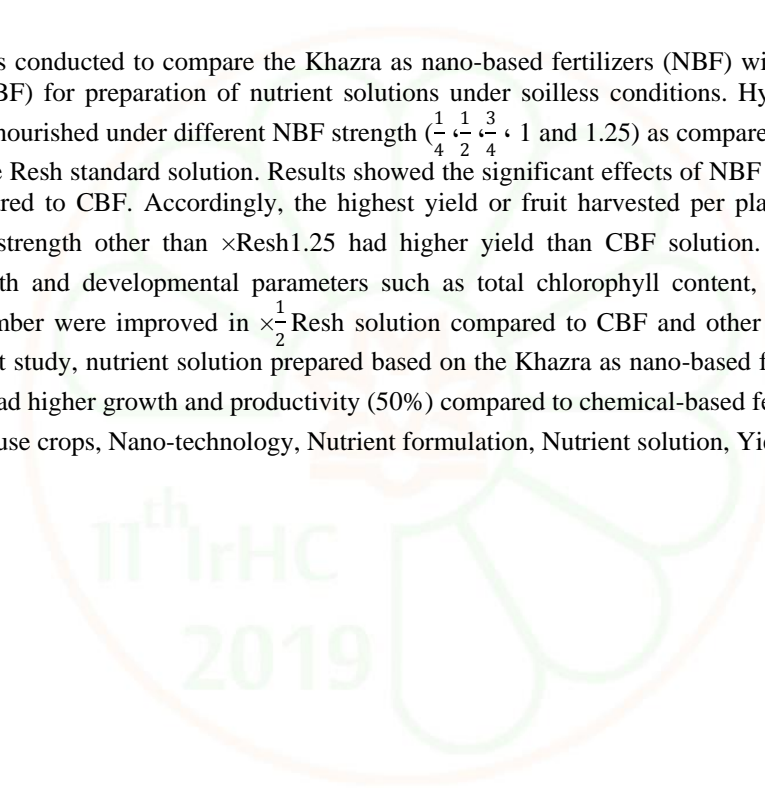 s conducted to compare the Khazra as nano-based fertilizers (NBF) wi
BF) for preparation of nutrient solutions under soilless conditions. Hy
nourished under different NBF strength (1/4 ، 1/2 ، 3/4 ، 1 and 1.25) as compare
e Resh standard solution. Results showed the significant effects of NBF
red to CBF. Accordingly, the highest yield or fruit harvested per pla
strength other than ×Resh1.25 had higher yield than CBF solution.
th and developmental parameters such as total chlorophyll content,
mber were improved in ×1/2 Resh solution compared to CBF and other
t study, nutrient solution prepared based on the Khazra as nano-based f
ad higher growth and productivity (50%) compared to chemical-based fe
use crops, Nano-technology, Nutrient formulation, Nutrient solution, Yie
11th IrHC
2019